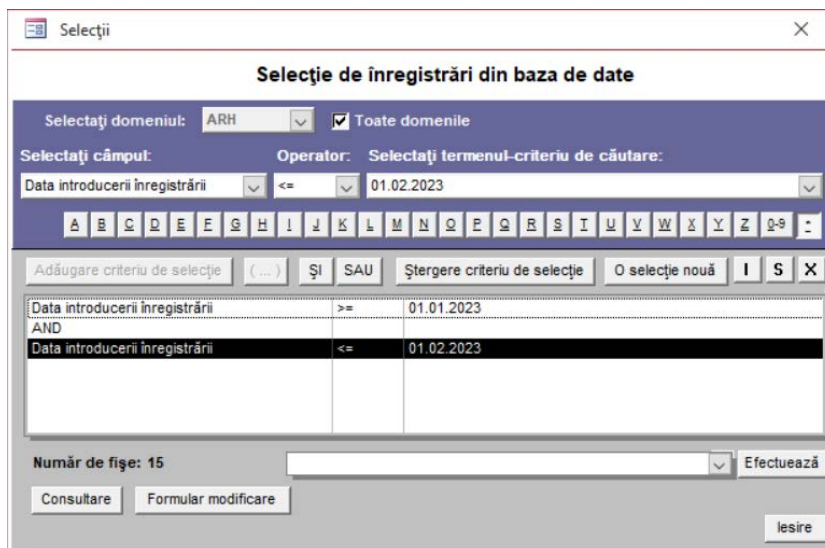 Selecţii
Selecţie de înregistrări din baza de date
Selectaţi domeniul: ARH Toate domenile
Selectaţi câmpul: Operator: Selectaţi termenul-criteriu de căutare:
Data introducerii înregistrării <= 01.02.2023
A B C D E F G H I J K L M N O P Q R S T U V W X Y Z 0-9 *
Adăugare criteriu de selecţie (...) ŞI SAU Ştergere criteriu de selecţie O selecţie nouă I S X
Data introducerii înregistrării >= 01.01.2023
AND
Data introducerii înregistrării <= 01.02.2023
Număr de fişe: 15 Efectuează
Consultare Formular modificare
Iesire